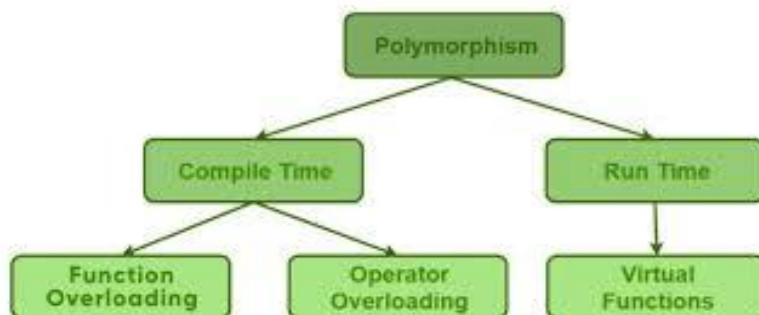 Polymorphism
Compile Time
Run Time
Function
Overloading
Operator
Overloading
Virtual
Functions